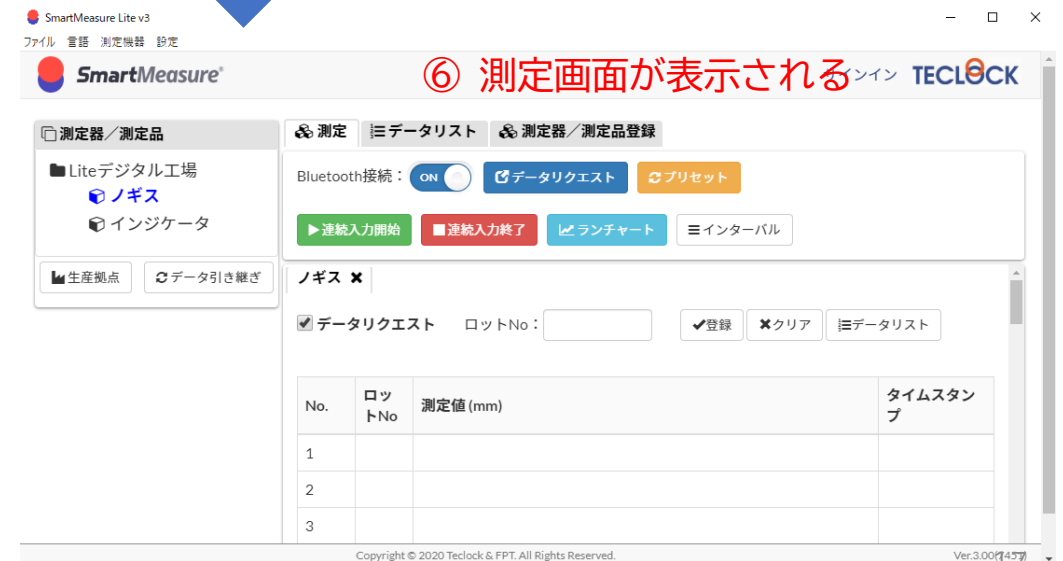 SmartMeasure Lite v3
ファイル 言語 測定機器 設定
SmartMeasure
⑥ 測定画面が表示される
インイン
TECLOCK
測定器／測定品
Liteデジタル工場
ノギス
インジケータ
生産拠点
データ引き継ぎ
測定 データリスト 測定器／測定品登録
Bluetooth接続： ON データリクエスト プリセット
連続入力開始 連続入力終了 ランチャート インターバル
ノギス
データリクエスト ロットNo： 登録 クリア データリスト
No. ロットNo 測定値 (mm) タイムスタンプ
1
2
3
Copyright © 2020 Teclock & FPT. All Rights Reserved.